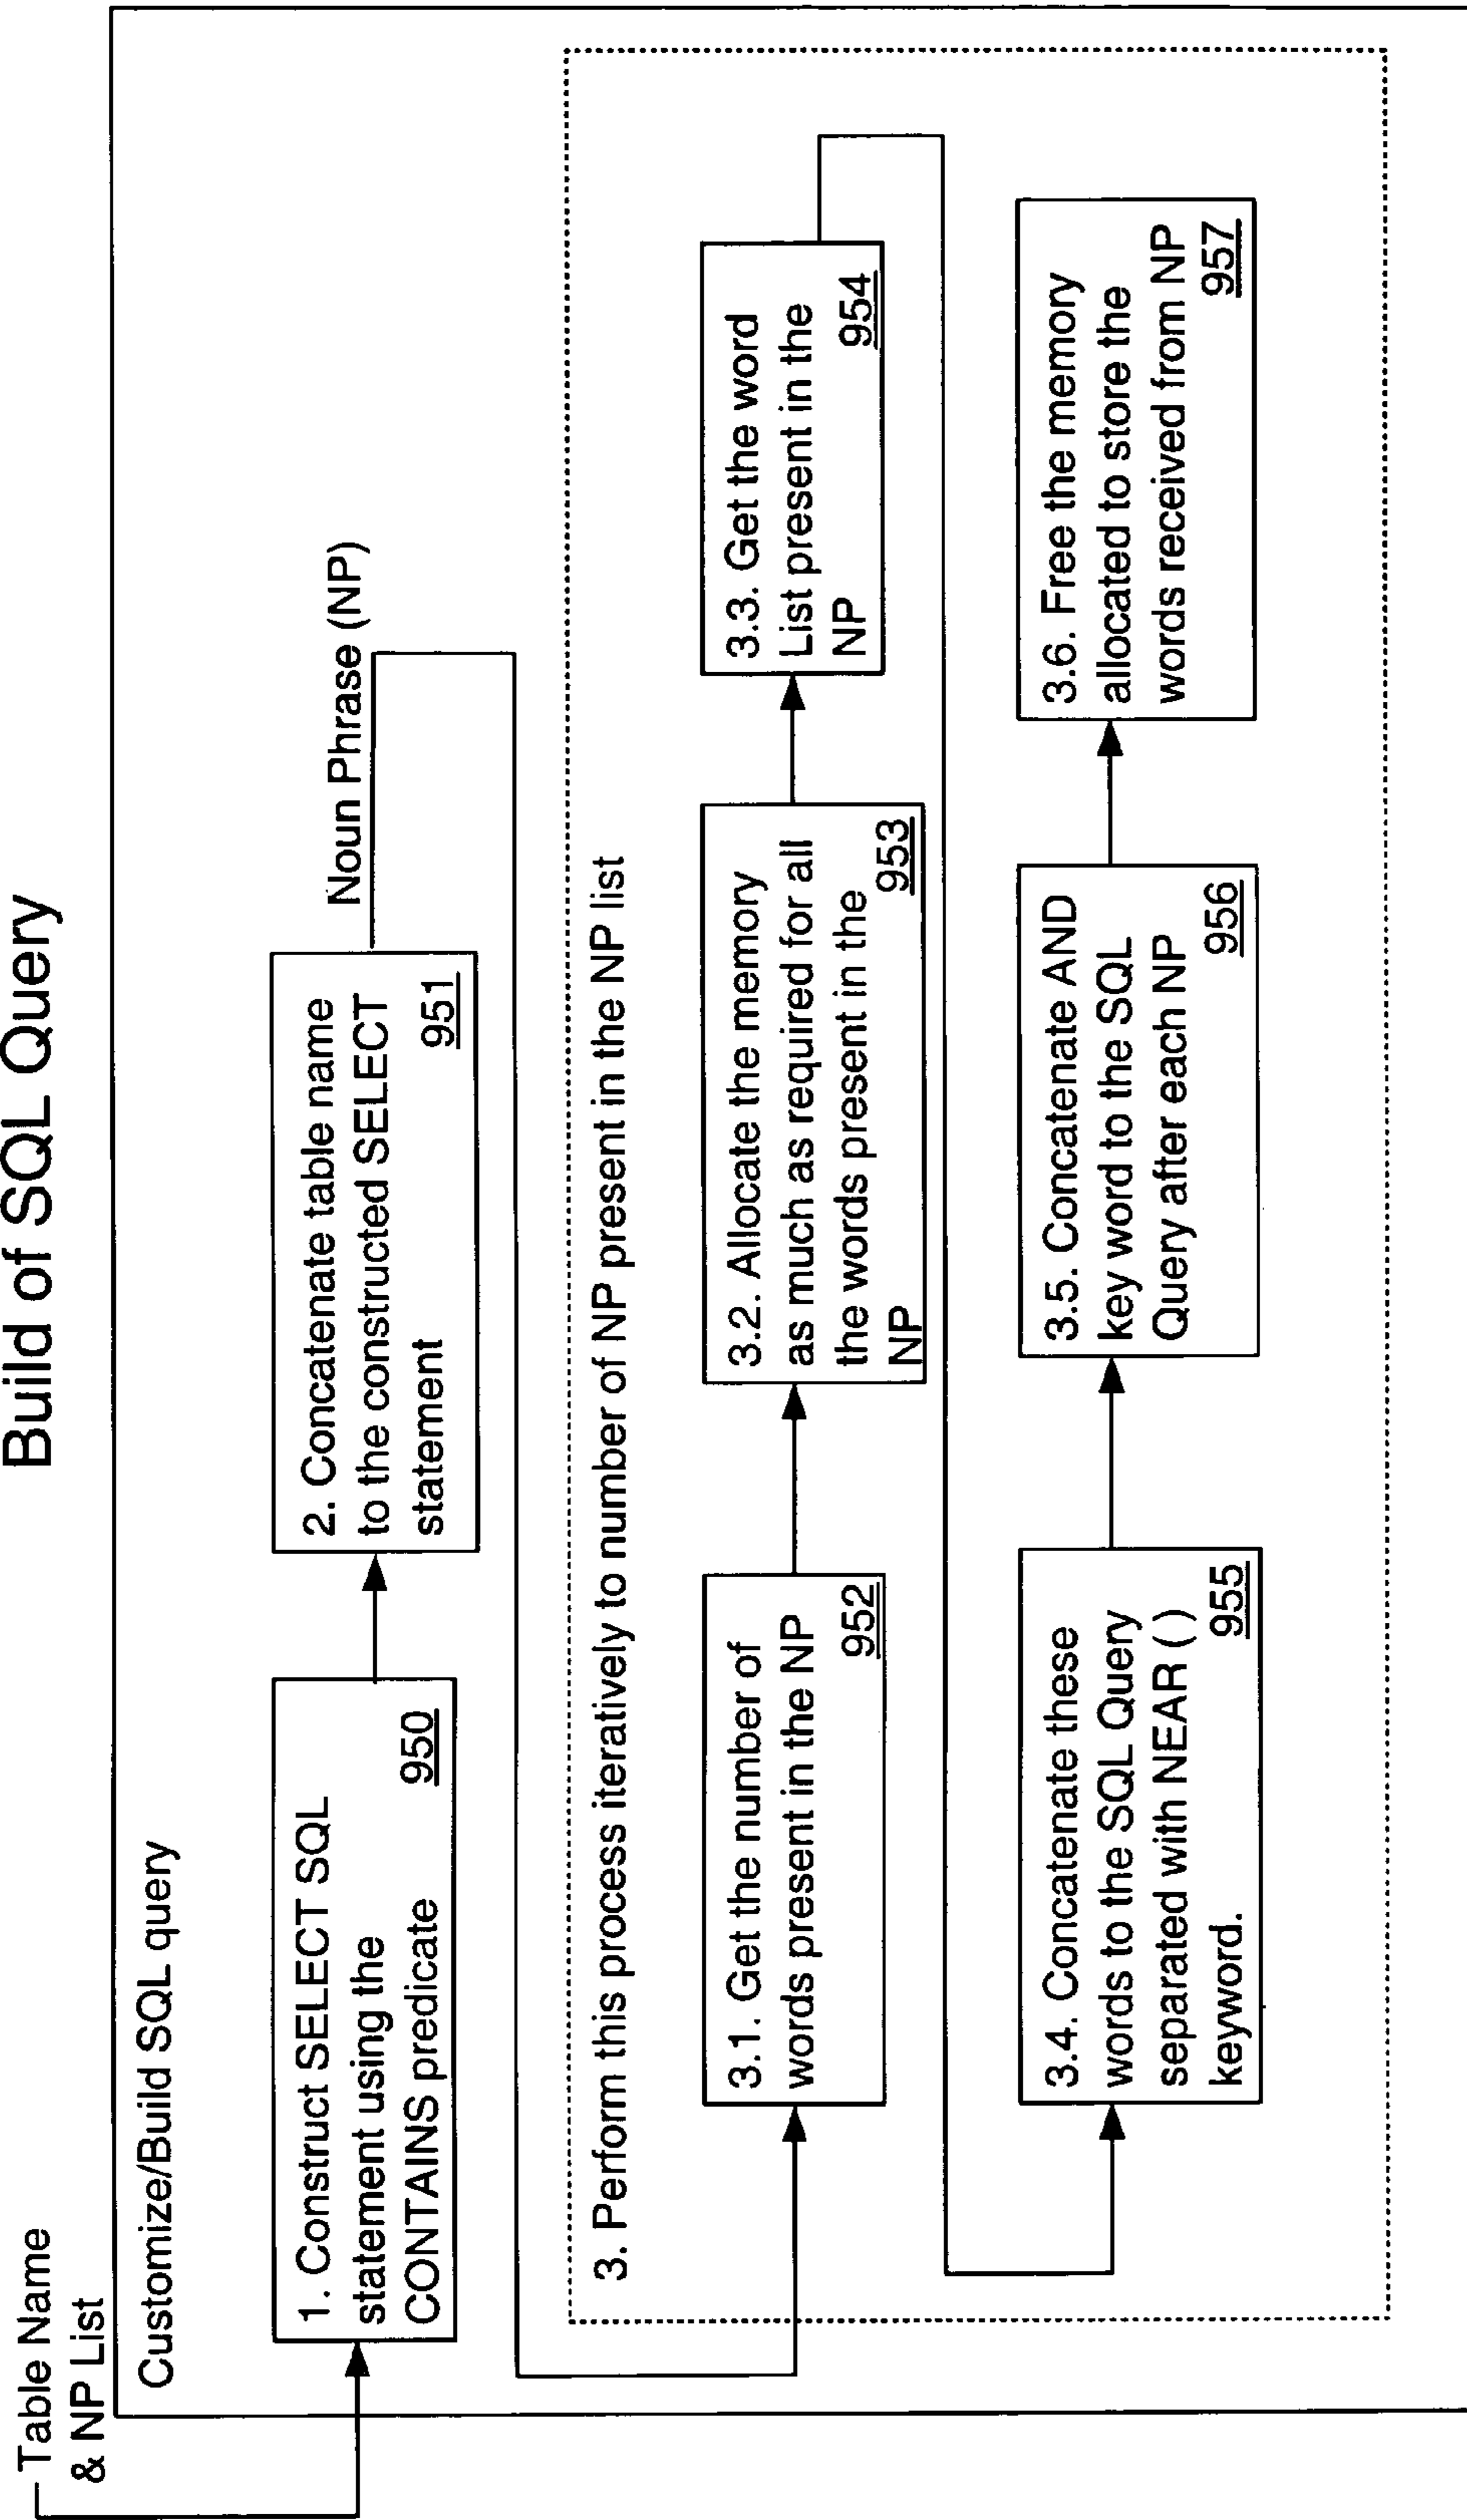 Build of SQL Query
Table Name
& NP List
Customize/Build SQL query
1. Construct SELECT SQL
statement using the
CONTAINS predicate
950
2. Concatenate table name
to the constructed SELECT
statement
951
Noun Phrase (NP)
3. Perform this process iteratively to number of NP present in the NP list
3.1. Get the number of
words present in the NP
952
3.2. Allocate the memory
as much as required for all
the words present in the
NP
953
3.3. Get the word
List present in the
NP
954
3.4. Concatenate these
words to the SQL Query
separated with NEAR ( )
keyword.
955
3.5. Concatenate AND
key word to the SQL
Query after each NP
956
3.6. Free the memory
allocated to store the
words received from NP
957